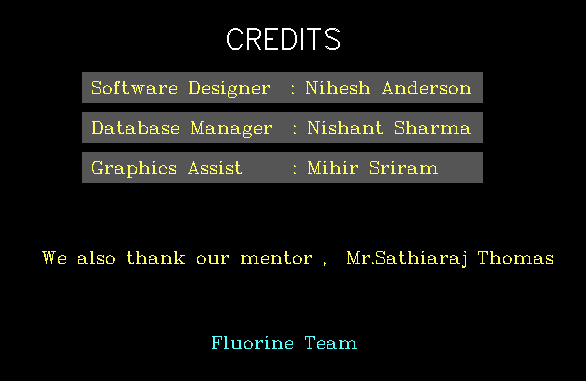 CREDITS
Software Designer : Nihesh Anderson
Database Manager : Nishant Sharma
Graphics Assist : Mihir Sriram
We also thank our mentor , Mr.Sathiaraj Thomas
Fluorine Team